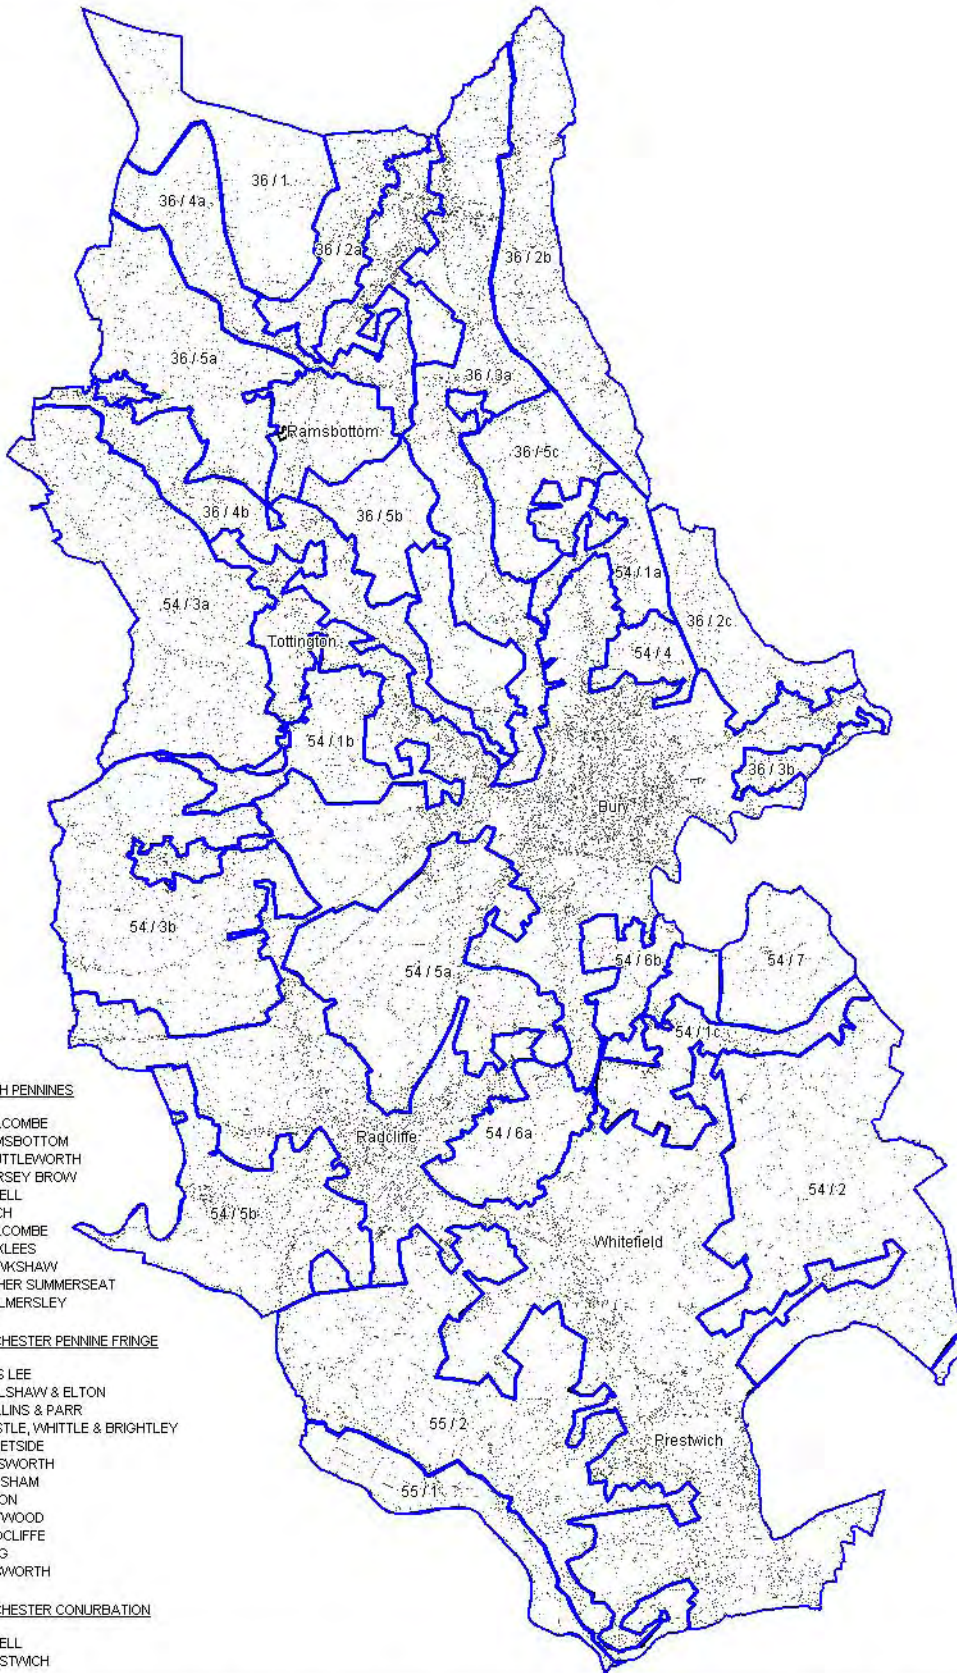 36 / 1
36 / 4a
36 / 2a
36 / 2b
36 / 5a
36 / 3a
Ramsbottom
36 / 5c
36 / 4b
36 / 5b
54 / 1a
54 / 3a
36 / 2c
Tottington
54 / 4
54 / 1b
36 / 3b
Bury
54 / 3b
54 / 5a
54 / 6b
54 / 7
54 / 1c
Radcliffe
54 / 6a
54 / 2
54 / 5b
Whitefield
55 / 2
Prestwich
55 / 1
H PENNINES
COMBE
MSBOTTOM
TTLEWORTH
RSEY BROW
ELL
CH
COMBE
KLEES
WKSHAW
HER SUMMERSEAT
LMERSLEY
CHESTER PENNINE FRINGE
S LEE
LSHAW & ELTON
LINS & PARR
STLE, WHITTLE & BRIGHTLEY
ETSIDE
SWORTH
SHAM
ON
WOOD
DCLIFFE
G
SWORTH
CHESTER CONURBATION
ELL
STWICH